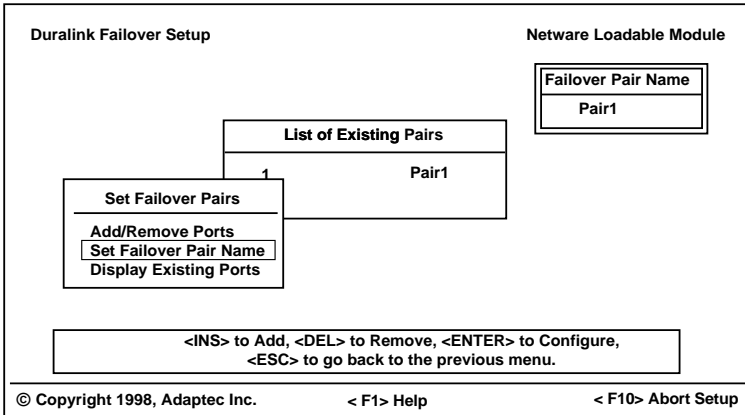 Duralink Failover Setup
Netware Loadable Module
Failover Pair Name
Pair1
List of Existing Pairs
1 Pair1
Set Failover Pairs
Add/Remove Ports
Set Failover Pair Name
Display Existing Ports
<INS> to Add, <DEL> to Remove, <ENTER> to Configure,
<ESC> to go back to the previous menu.
© Copyright 1998, Adaptec Inc.
< F1> Help
< F10> Abort Setup